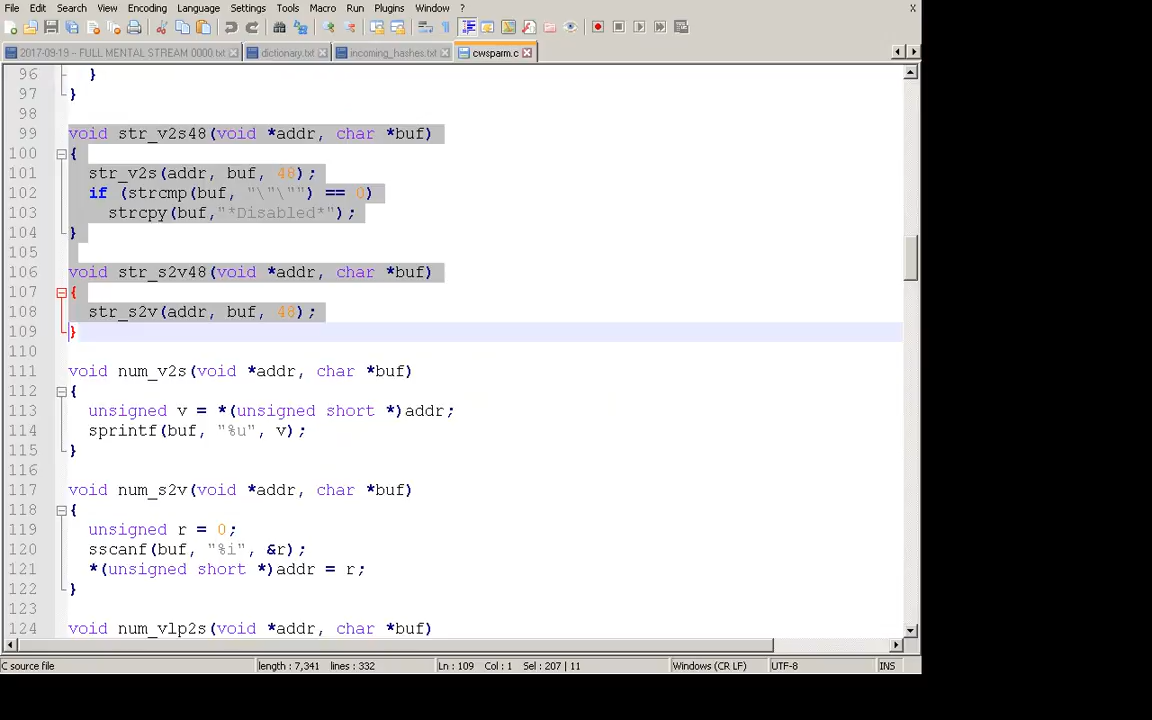 File Edit Search View Encoding Language Settings Tools Macro Run Plugins Window ? X
2017-09-19 -- FULL MENTAL STREAM 0000.txt dictionary.txt incoming_hashes.txt cwsparm.c
96 }
97 }
98
99 void str_v2s48(void *addr, char *buf)
100 {
101 str_v2s(addr, buf, 48);
102 if (strcmp(buf, "\"\"") == 0)
103 strcpy(buf,"*Disabled*");
104 }
105
106 void str_s2v48(void *addr, char *buf)
107 {
108 str_s2v(addr, buf, 48);
109 }
110
111 void num_v2s(void *addr, char *buf)
112 {
113 unsigned v = *(unsigned short *)addr;
114 sprintf(buf, "%u", v);
115 }
116
117 void num_s2v(void *addr, char *buf)
118 {
119 unsigned r = 0;
120 sscanf(buf, "%i", &r);
121 *(unsigned short *)addr = r;
122 }
123
124 void num_vlp2s(void *addr, char *buf)
C source file length : 7,341 lines : 332 Ln : 109 Col : 1 Sel : 207 | 11 Windows (CR LF) UTF-8 INS